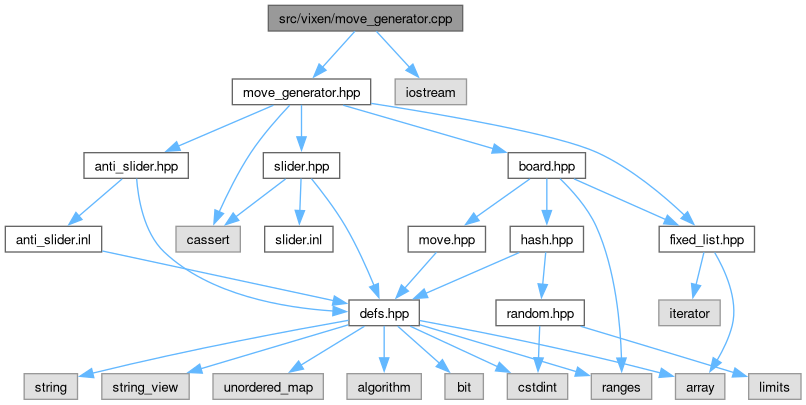 src/vixen/move_generator.cpp
move_generator.hpp
iostream
anti_slider.hpp
slider.hpp
board.hpp
anti_slider.inl
cassert
slider.inl
move.hpp
hash.hpp
fixed_list.hpp
defs.hpp
random.hpp
iterator
string
string_view
unordered_map
algorithm
bit
cstdint
ranges
array
limits